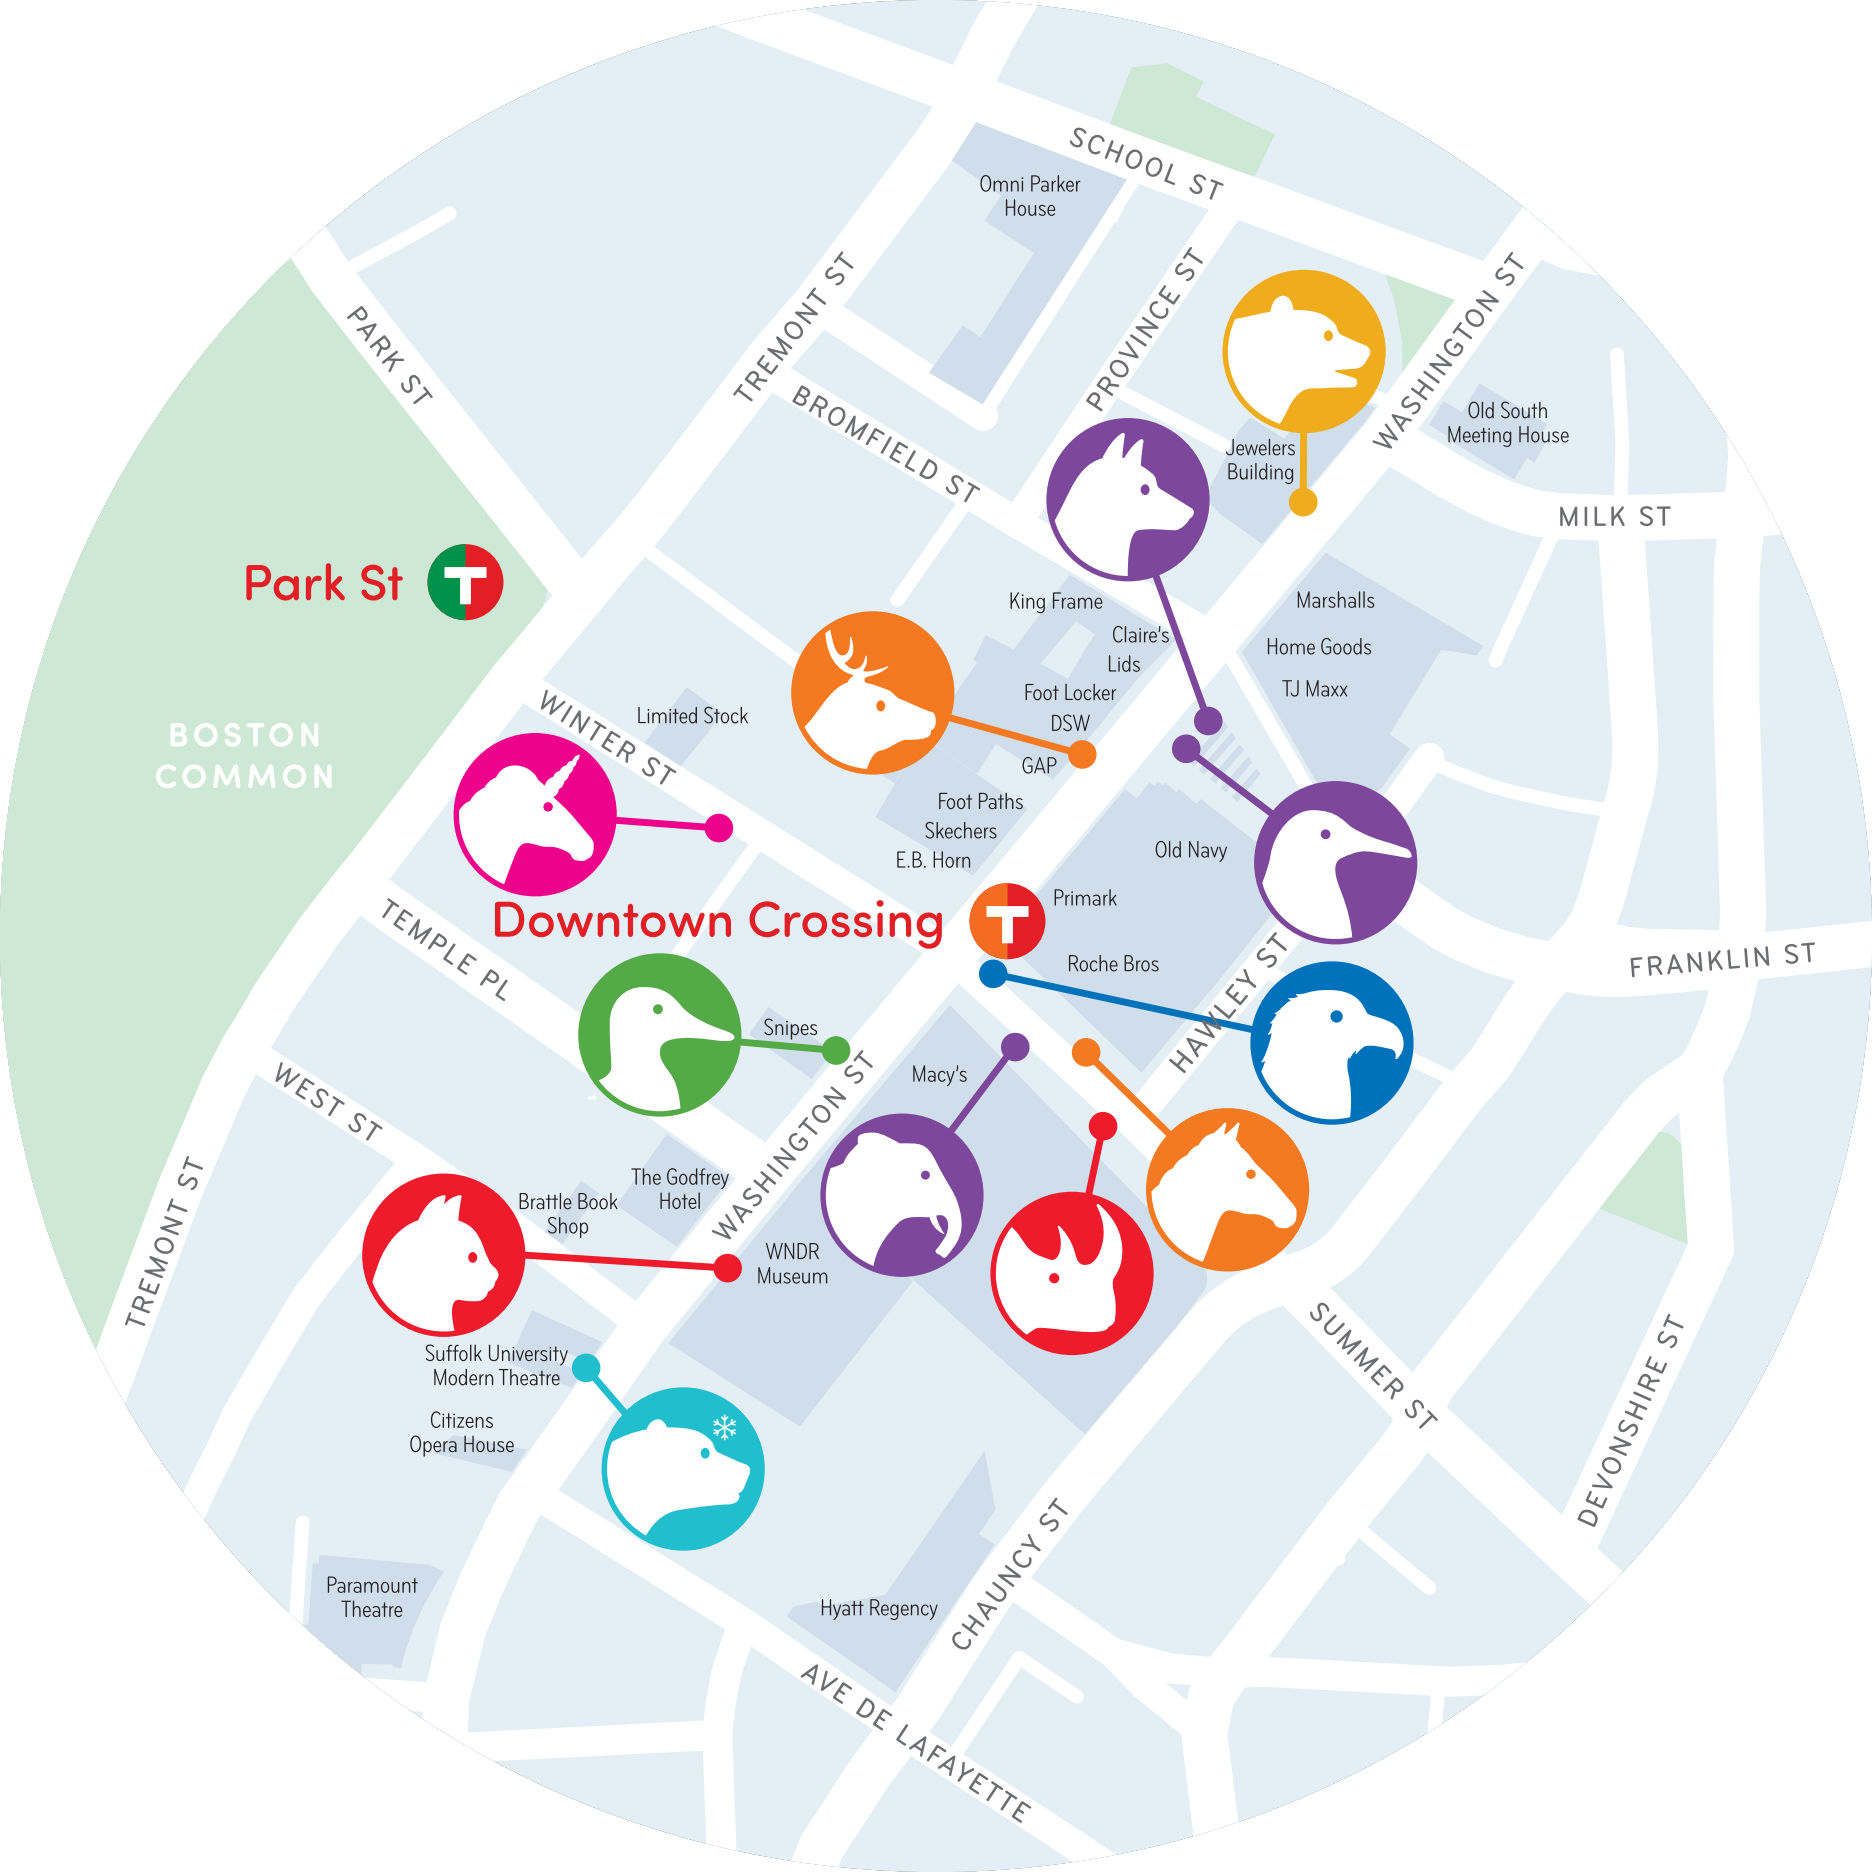 SCHOOL ST
Omni Parker
House
TREMONT ST
PROVINCE ST
WASHINGTON ST
PARK ST
BROMFIELD ST
Old South
Meeting House
Jewelers
Building
MILK ST
Park St
T
King Frame
Marshalls
Claire's
Lids
Home Goods
TJ Maxx
Foot Locker
DSW
GAP
Limited Stock
WINTER ST
BOSTON
COMMON
Foot Paths
Skechers
E.B. Horn
Old Navy
Primark
Downtown Crossing
T
TEMPLE PL
Roche Bros
HAWLEY ST
FRANKLIN ST
Snipes
Macy's
WEST ST
WASHINGTON ST
The Godfrey
Hotel
Brattle Book
Shop
TREMONT ST
WNDR
Museum
SUMMER ST
DEVONSHIRE ST
Suffolk University
Modern Theatre
Citizens
Opera House
Paramount
Theatre
Hyatt Regency
CHAUNCY ST
AVE DE LAFAYETTE